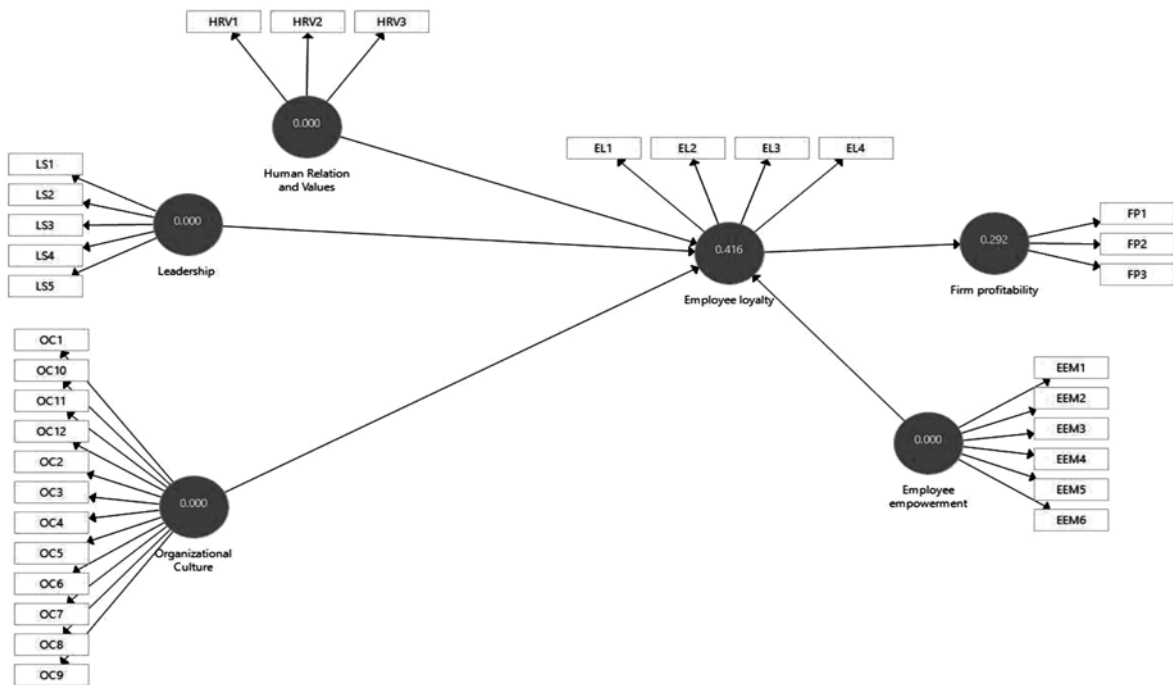 HRV1
HRV2
HRV3
0.000
Human Relation
and Values
LS1
LS2
LS3
LS4
LS5
0.000
Leadership
EL1
EL2
EL3
EL4
0.416
Employee loyalty
0.292
Firm profitability
FP1
FP2
FP3
OC1
OC10
OC11
OC12
OC2
OC3
OC4
OC5
OC6
OC7
OC8
OC9
0.000
Organizational
Culture
0.000
Employee
empowerment
EEM1
EEM2
EEM3
EEM4
EEM5
EEM6